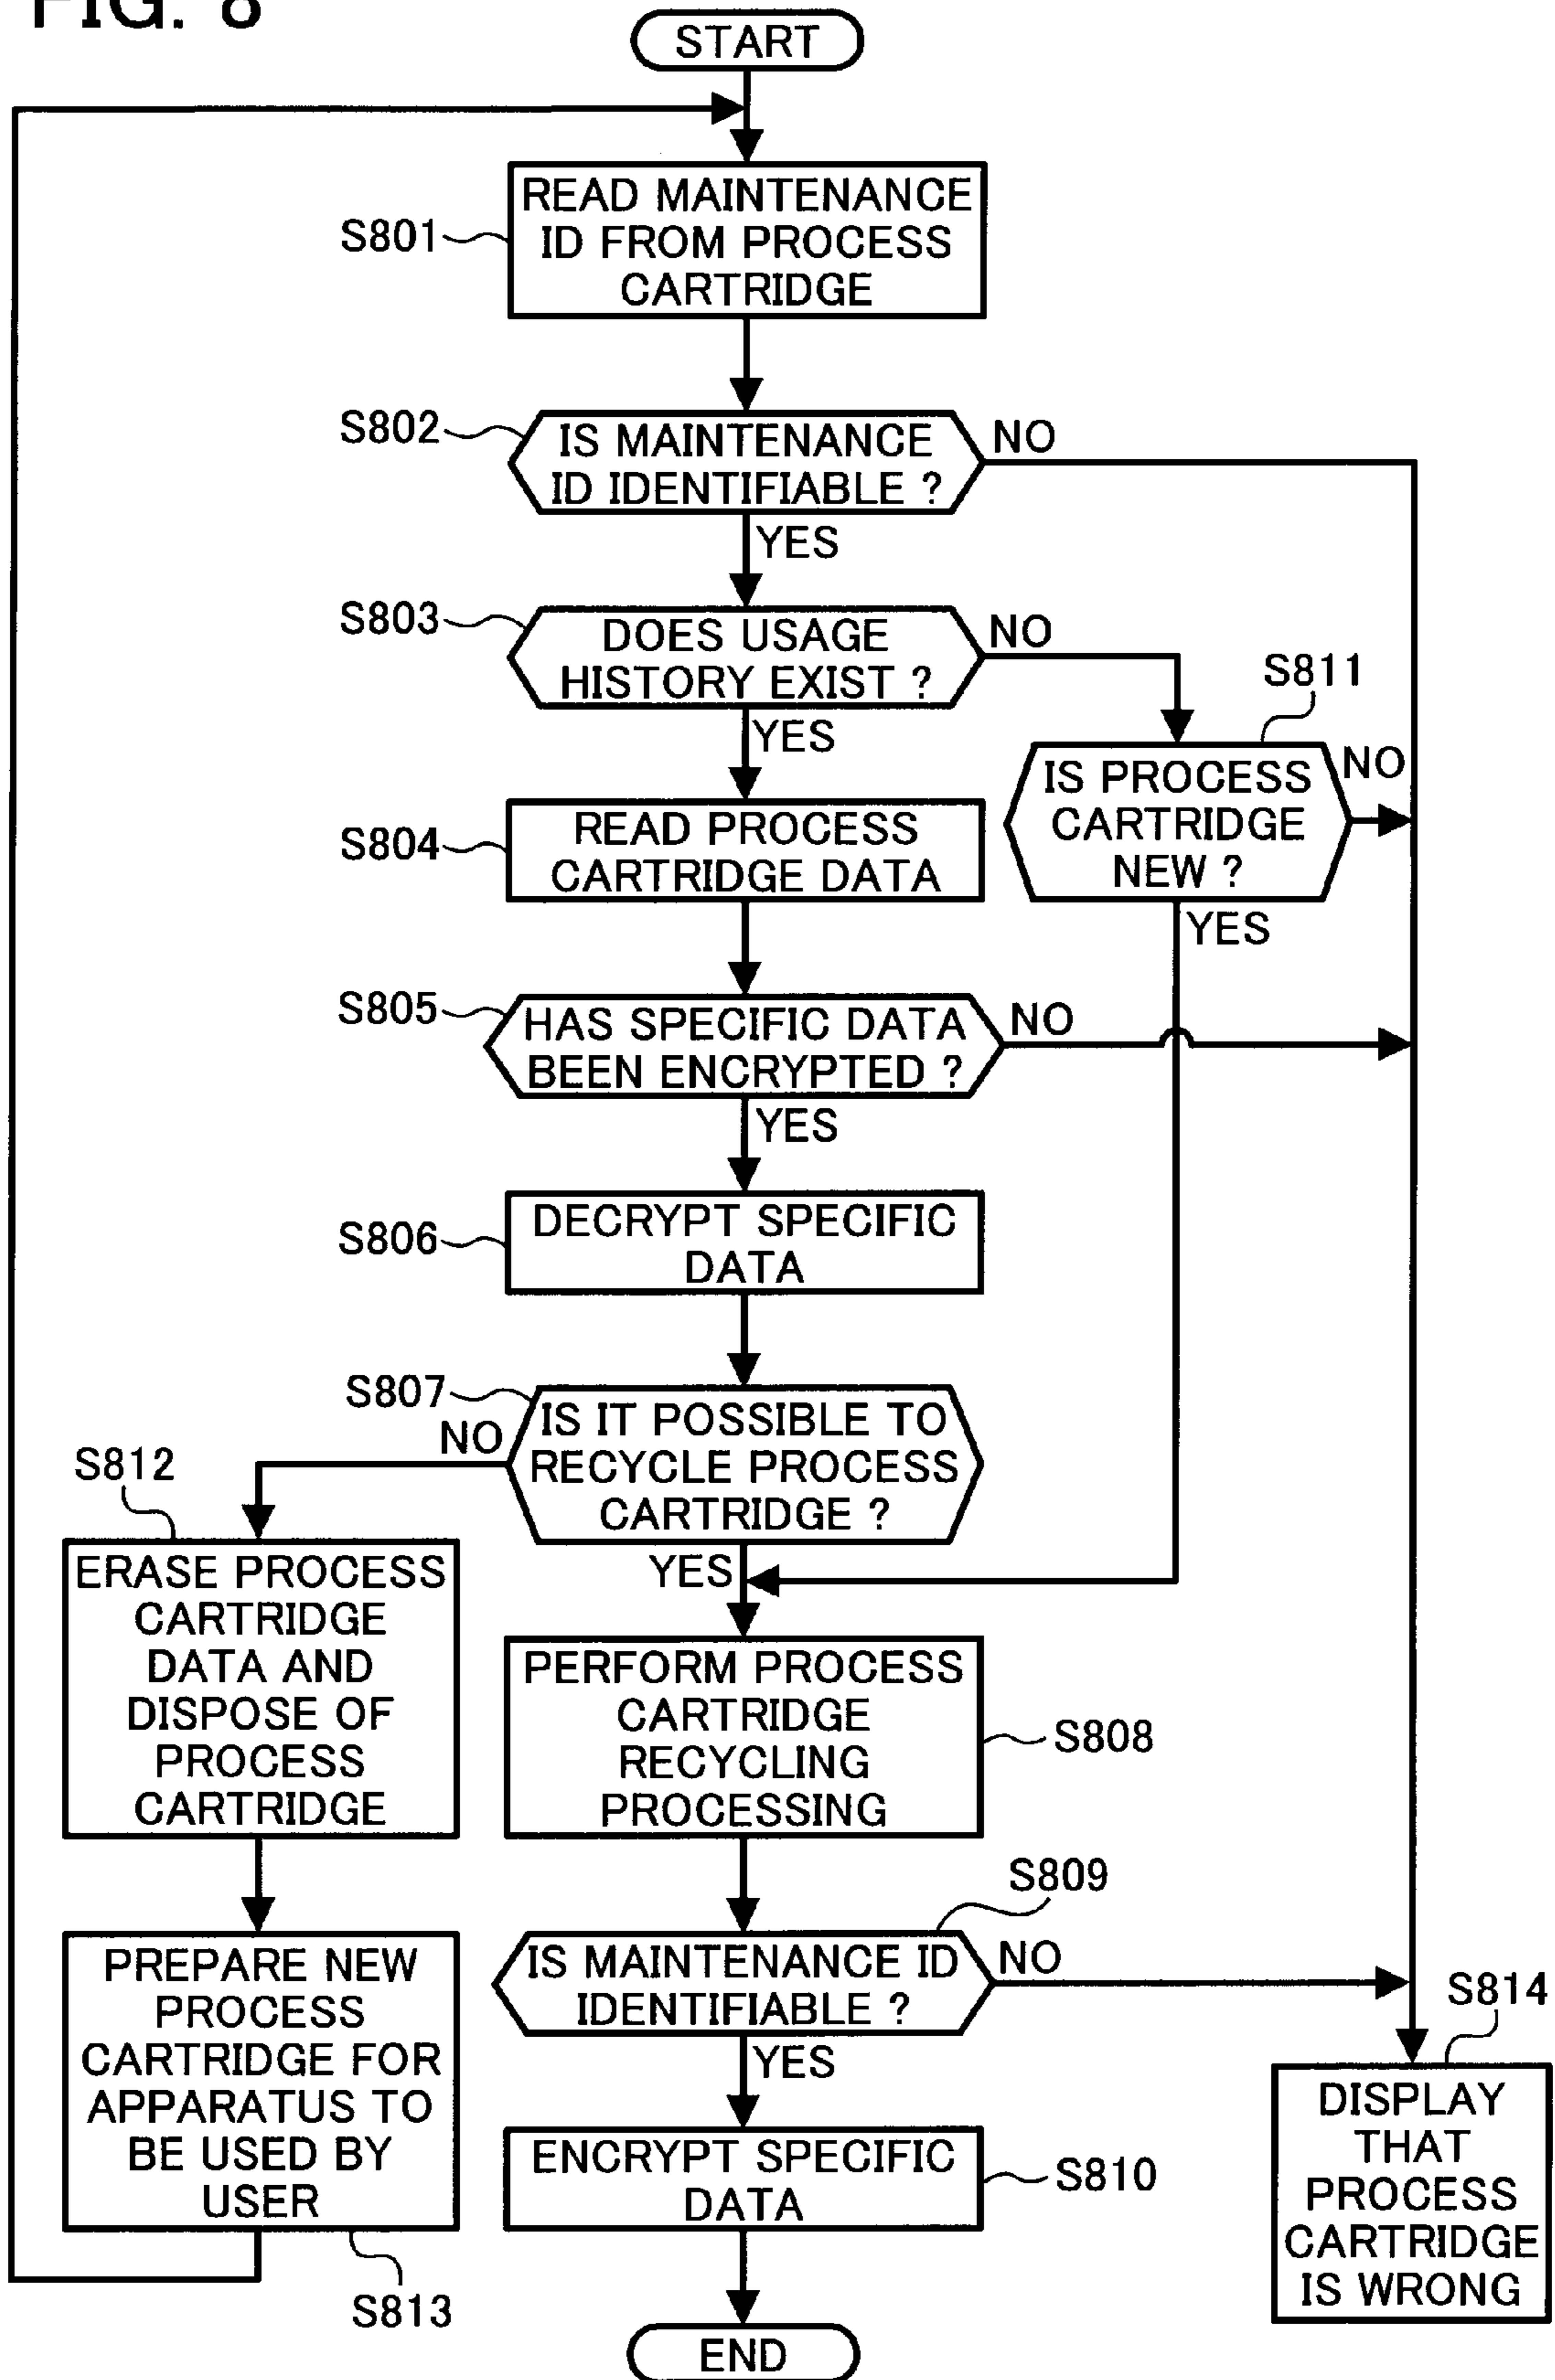 FIG. 8
START
READ MAINTENANCE
ID FROM PROCESS
CARTRIDGE
S801
S802
IS MAINTENANCE
ID IDENTIFIABLE ?
NO
YES
S803
DOES USAGE
HISTORY EXIST ?
NO
YES
S811
IS PROCESS
CARTRIDGE
NEW ?
NO
YES
S804
READ PROCESS
CARTRIDGE DATA
S805
HAS SPECIFIC DATA
BEEN ENCRYPTED ?
NO
YES
S806
DECRYPT SPECIFIC
DATA
S807
IS IT POSSIBLE TO
RECYCLE PROCESS
CARTRIDGE ?
NO
YES
S812
ERASE PROCESS
CARTRIDGE
DATA AND
DISPOSE OF
PROCESS
CARTRIDGE
PERFORM PROCESS
CARTRIDGE
RECYCLING
PROCESSING
S808
S809
IS MAINTENANCE ID
IDENTIFIABLE ?
NO
YES
PREPARE NEW
PROCESS
CARTRIDGE FOR
APPARATUS TO
BE USED BY
USER
S813
ENCRYPT SPECIFIC
DATA
S810
S814
DISPLAY
THAT
PROCESS
CARTRIDGE
IS WRONG
END